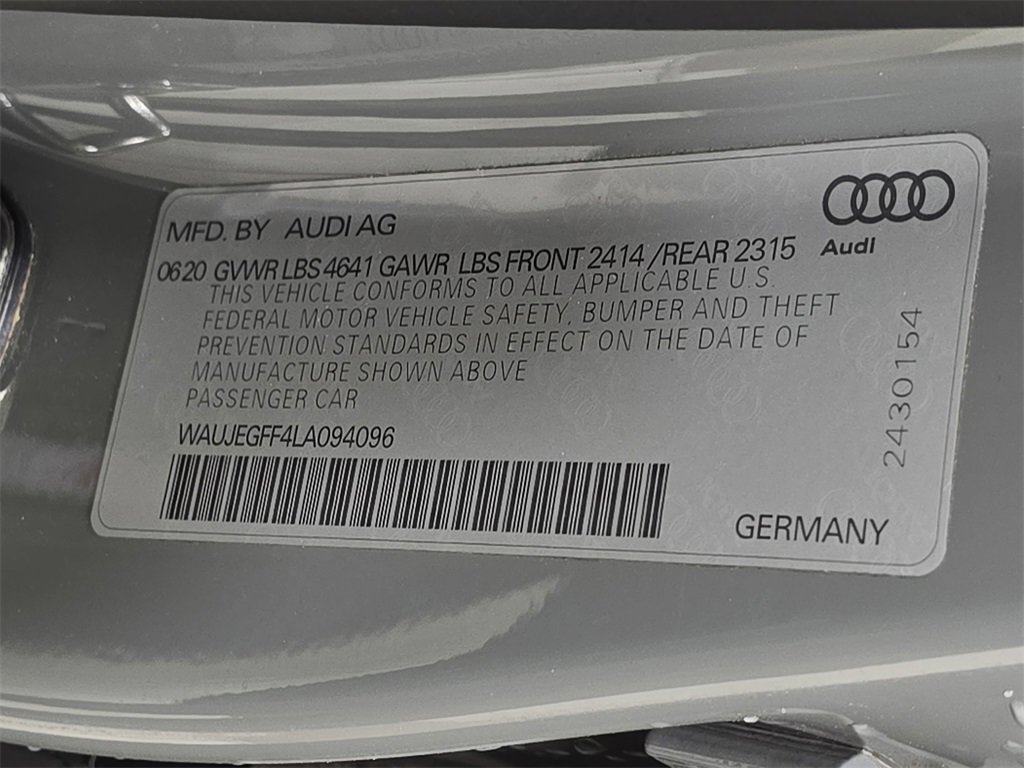 MFD. BY AUDI AG
Audi
0620 GVWR LBS 4641 GAWR LBS FRONT 2414 /REAR 2315
THIS VEHICLE CONFORMS TO ALL APPLICABLE U.S.
FEDERAL MOTOR VEHICLE SAFETY, BUMPER AND THEFT
PREVENTION STANDARDS IN EFFECT ON THE DATE OF
MANUFACTURE SHOWN ABOVE
PASSENGER CAR
WAUJEGFF4LA094096
2430154
GERMANY